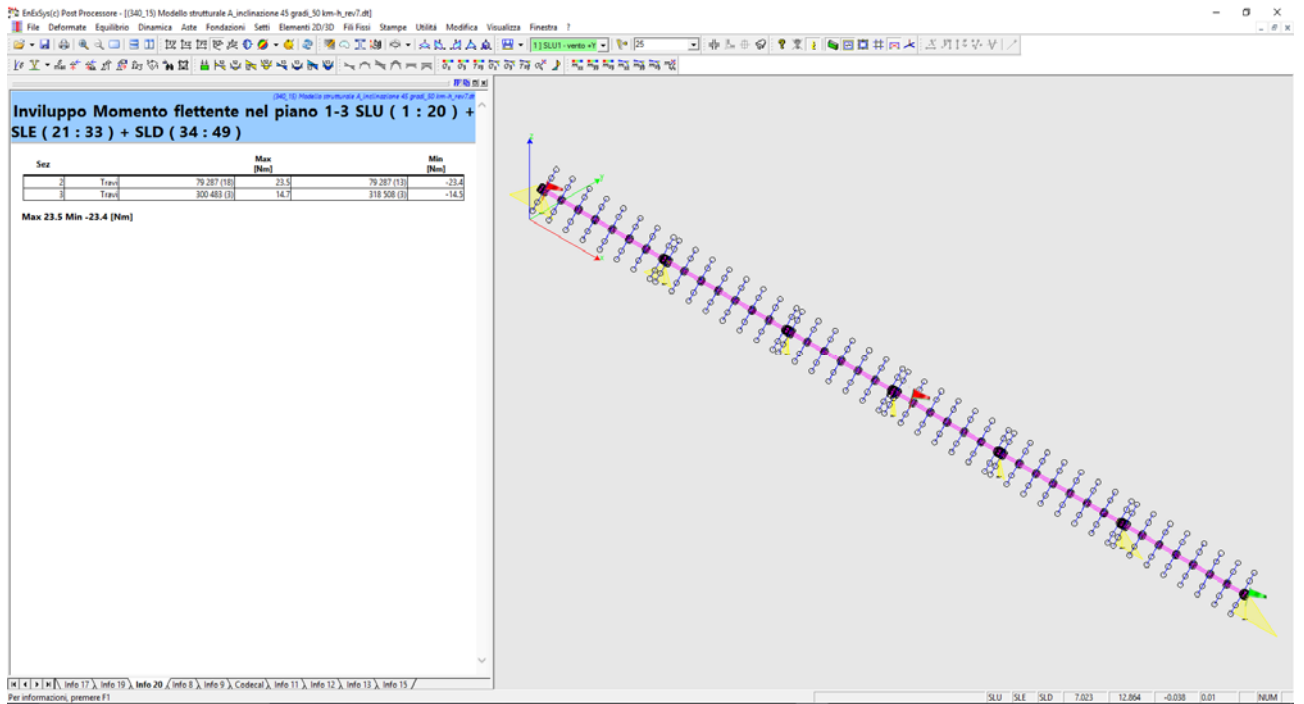 EnExSys(c) Post Processore - [(340_15) Modello strutturale A_inclinazione 45 gradi_50 km-h_rev7.dt]
File Deformate Equilibrio Dinamica Aste Fondazioni Setti Elementi 2D/3D Fili Fissi Stampe Utilità Modifica Visualizza Finestra ?
1] SLU1 - vento +Y 25
(340_15) Modello strutturale A_inclinazione 45 gradi_50 km-h_rev7.dt
Inviluppo Momento flettente nel piano 1-3 SLU ( 1 : 20 ) +
SLE ( 21 : 33 ) + SLD ( 34 : 49 )
Sez Max [Nm] Min [Nm]
2 Travi 79 287 (18) 23.5 79 287 (13) -23.4
3 Travi 300 483 (3) 14.7 318 508 (3) -14.5
Max 23.5 Min -23.4 [Nm]
Info 17 Info 19 Info 20 Info 8 Info 9 Codecal Info 11 Info 12 Info 13 Info 15
Per informazioni, premere F1 SLU SLE SLD 7.023 12.864 -0.038 0.01 NUM